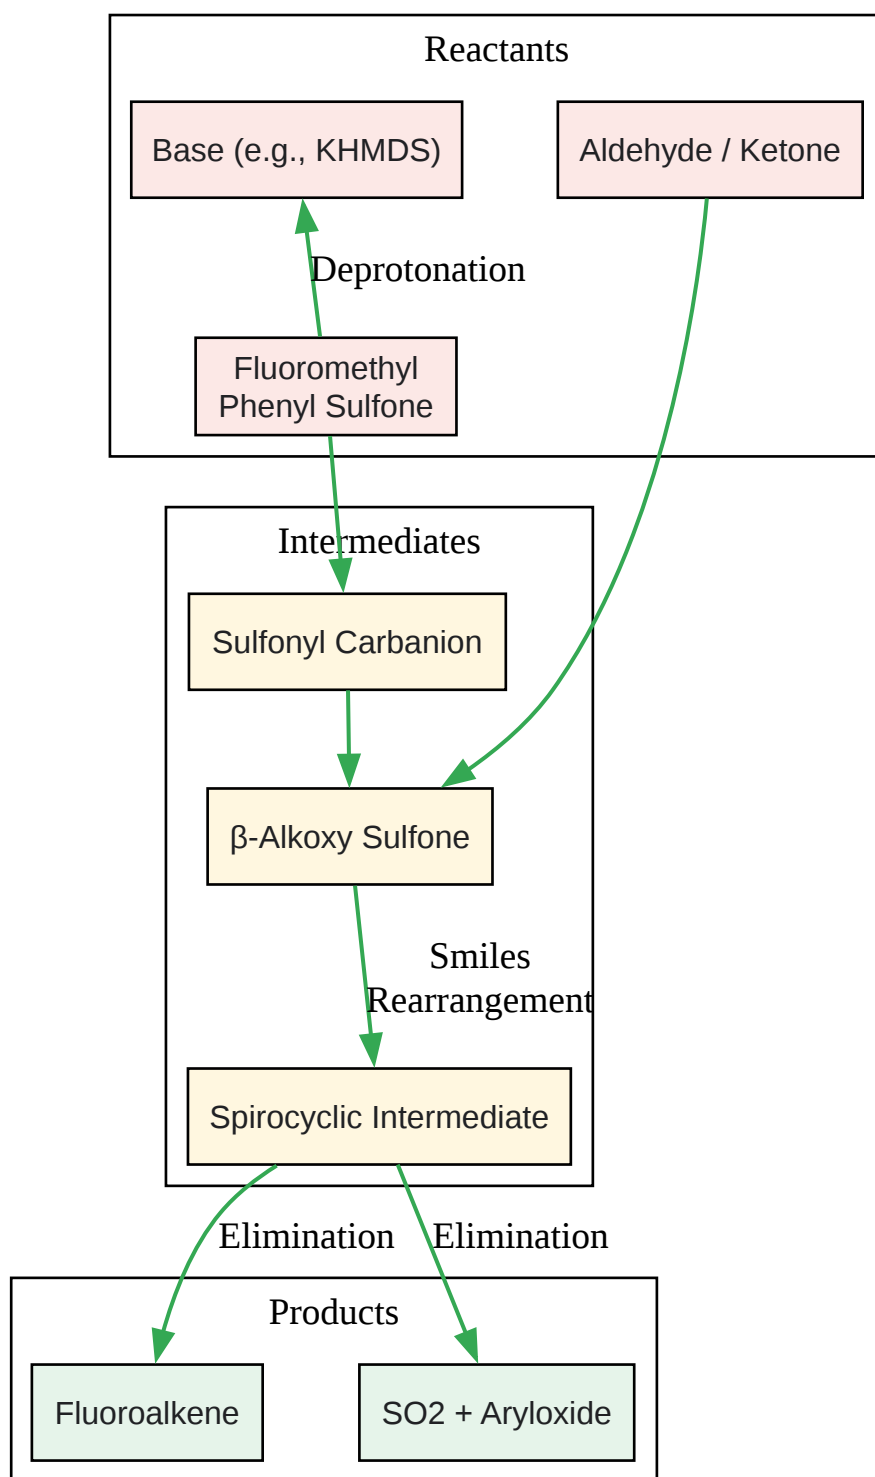 Reactants
Base (e.g., KHMDS)
Aldehyde / Ketone
Deprotonation
Fluoromethyl
Phenyl Sulfone
Intermediates
Sulfonyl Carbanion
β-Alkoxy Sulfone
Smiles
Rearrangement
Spirocyclic Intermediate
Elimination
Elimination
Products
Fluoroalkene
SO2 + Aryloxide